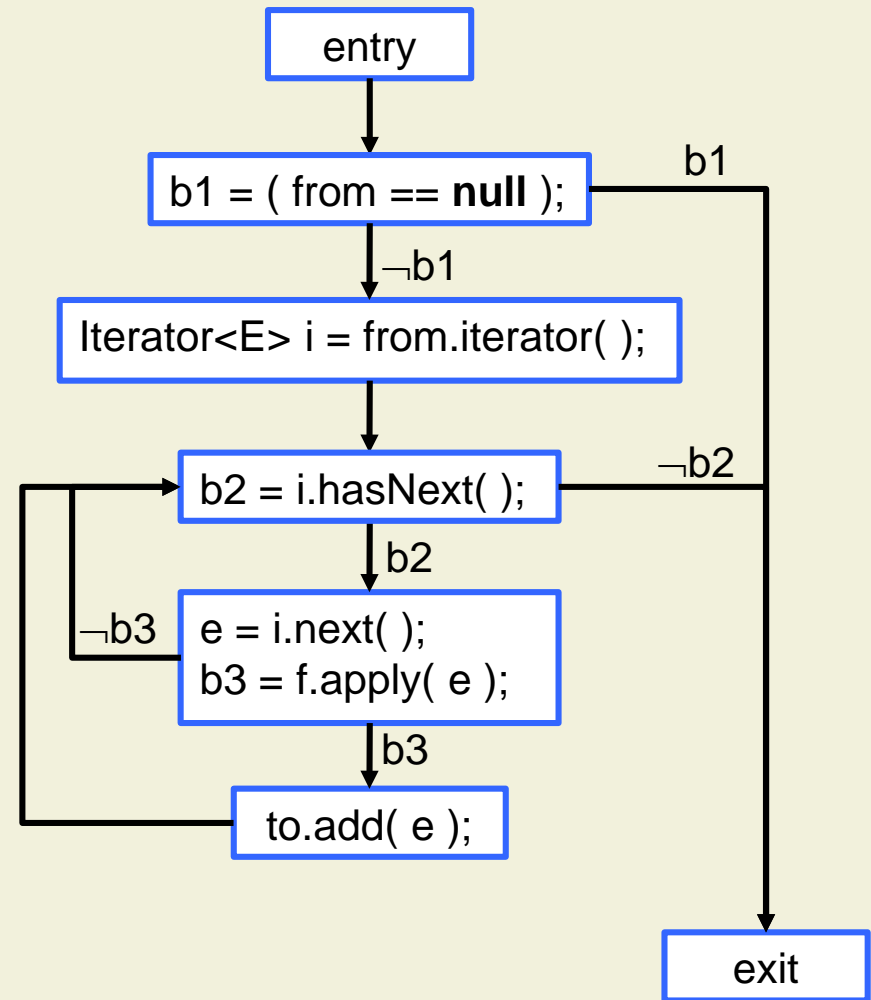 entry
b1
b1 = ( from == null );
¬b1
Iterator<E> i = from.iterator( );
¬b2
b2 = i.hasNext( );
b2
¬b3
e = i.next( );
b3 = f.apply( e );
b3
to.add( e );
exit